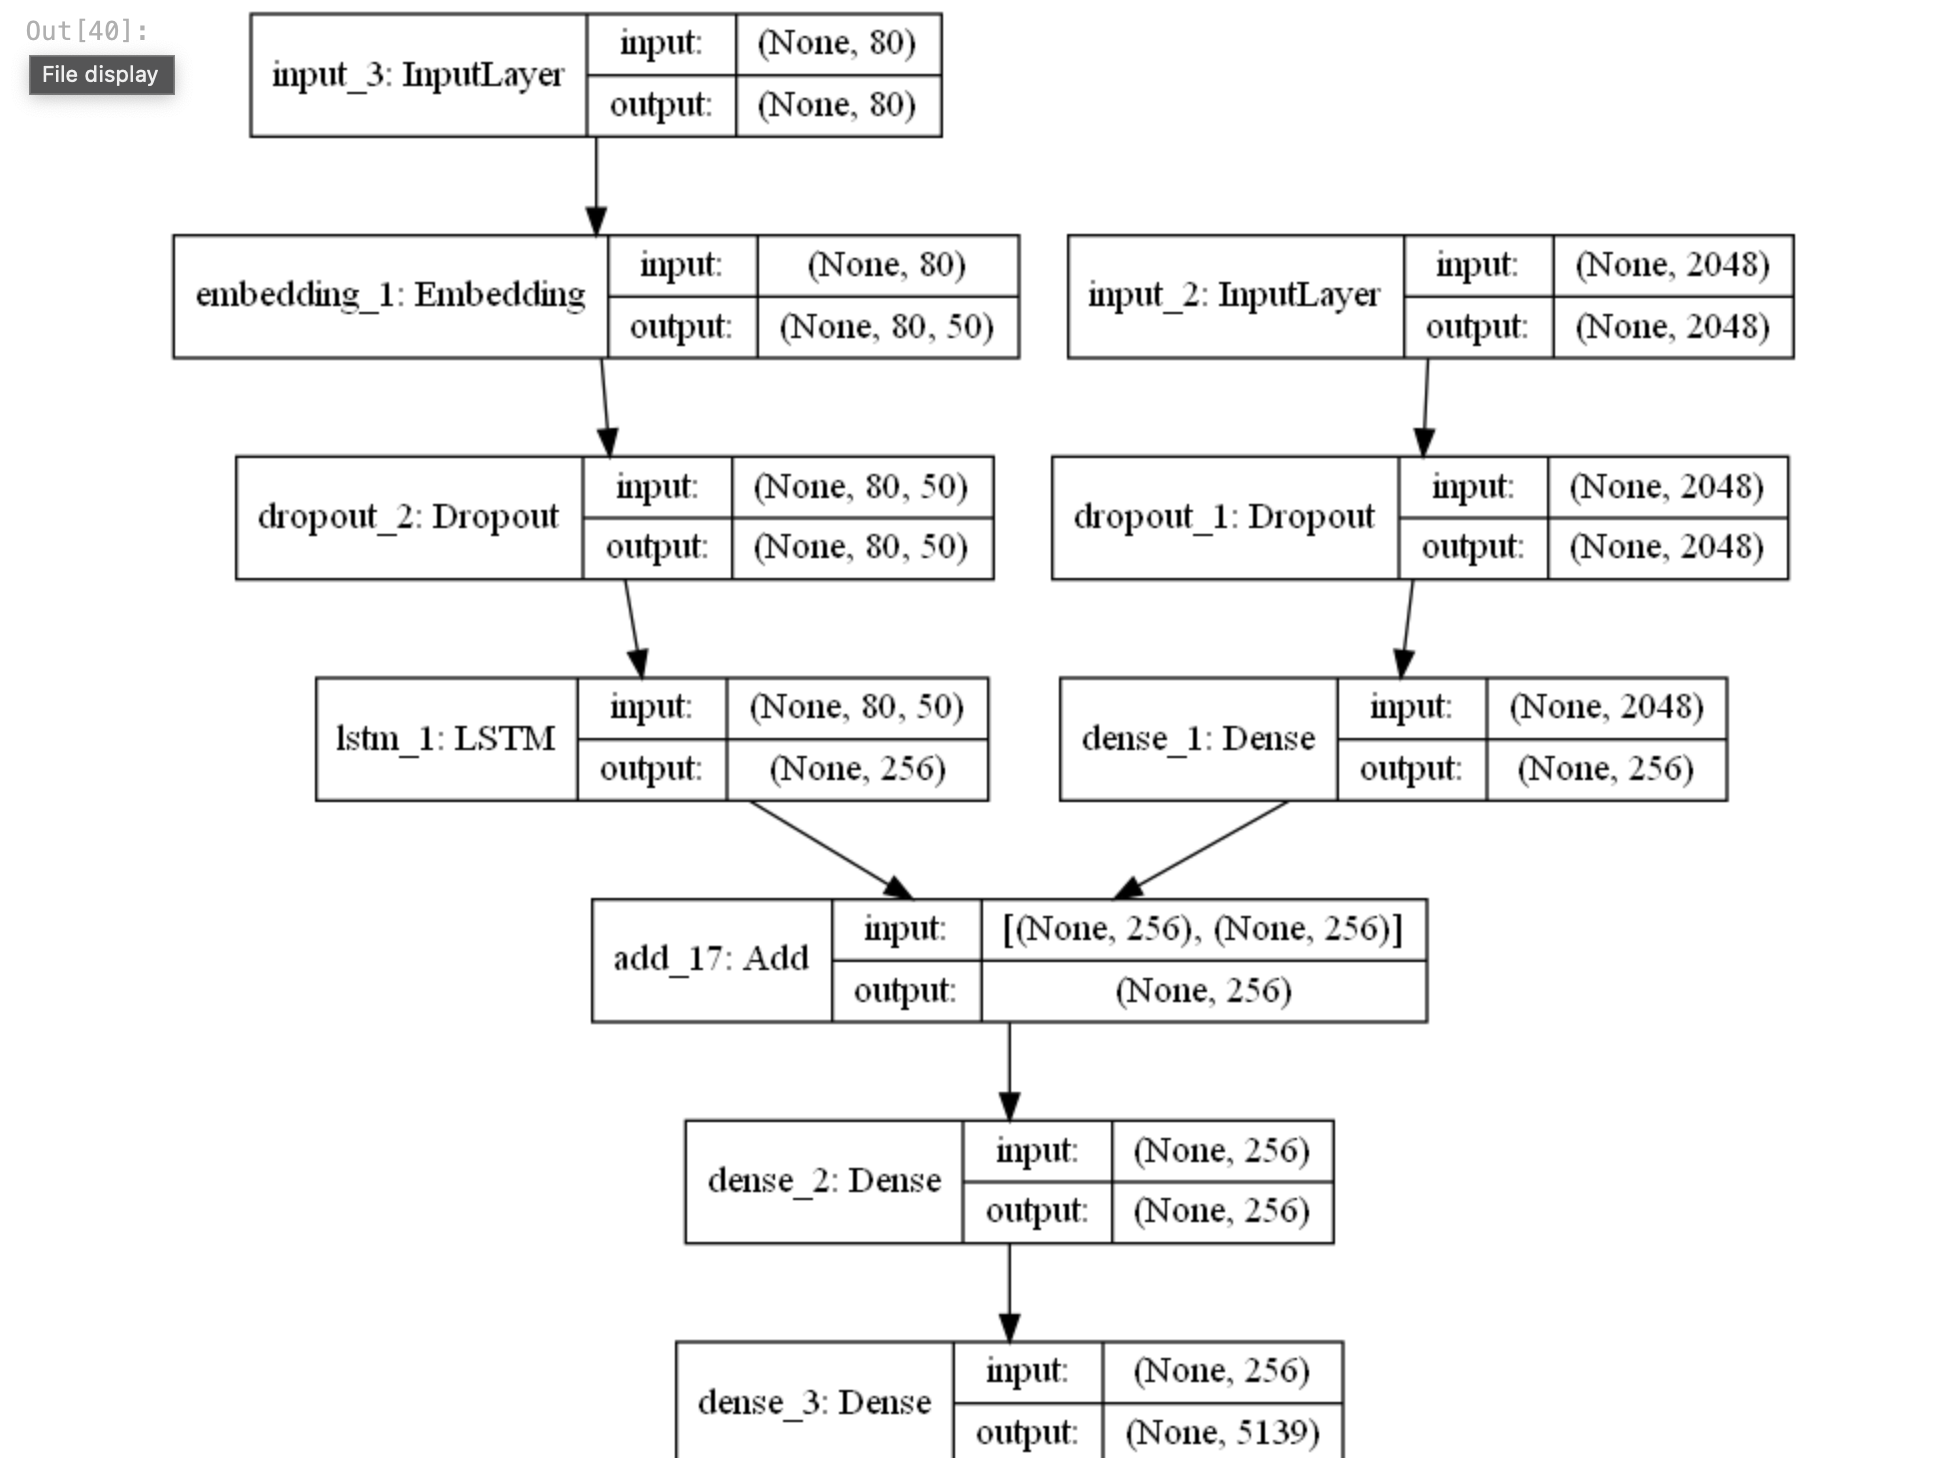 Out[40]:
File display
input_3: InputLayer
input: (None, 80)
output: (None, 80)
embedding_1: Embedding
input: (None, 80)
output: (None, 80, 50)
input_2: InputLayer
input: (None, 2048)
output: (None, 2048)
dropout_2: Dropout
input: (None, 80, 50)
output: (None, 80, 50)
dropout_1: Dropout
input: (None, 2048)
output: (None, 2048)
lstm_1: LSTM
input: (None, 80, 50)
output: (None, 256)
dense_1: Dense
input: (None, 2048)
output: (None, 256)
add_17: Add
input: [(None, 256), (None, 256)]
output: (None, 256)
dense_2: Dense
input: (None, 256)
output: (None, 256)
dense_3: Dense
input: (None, 256)
output: (None, 5139)